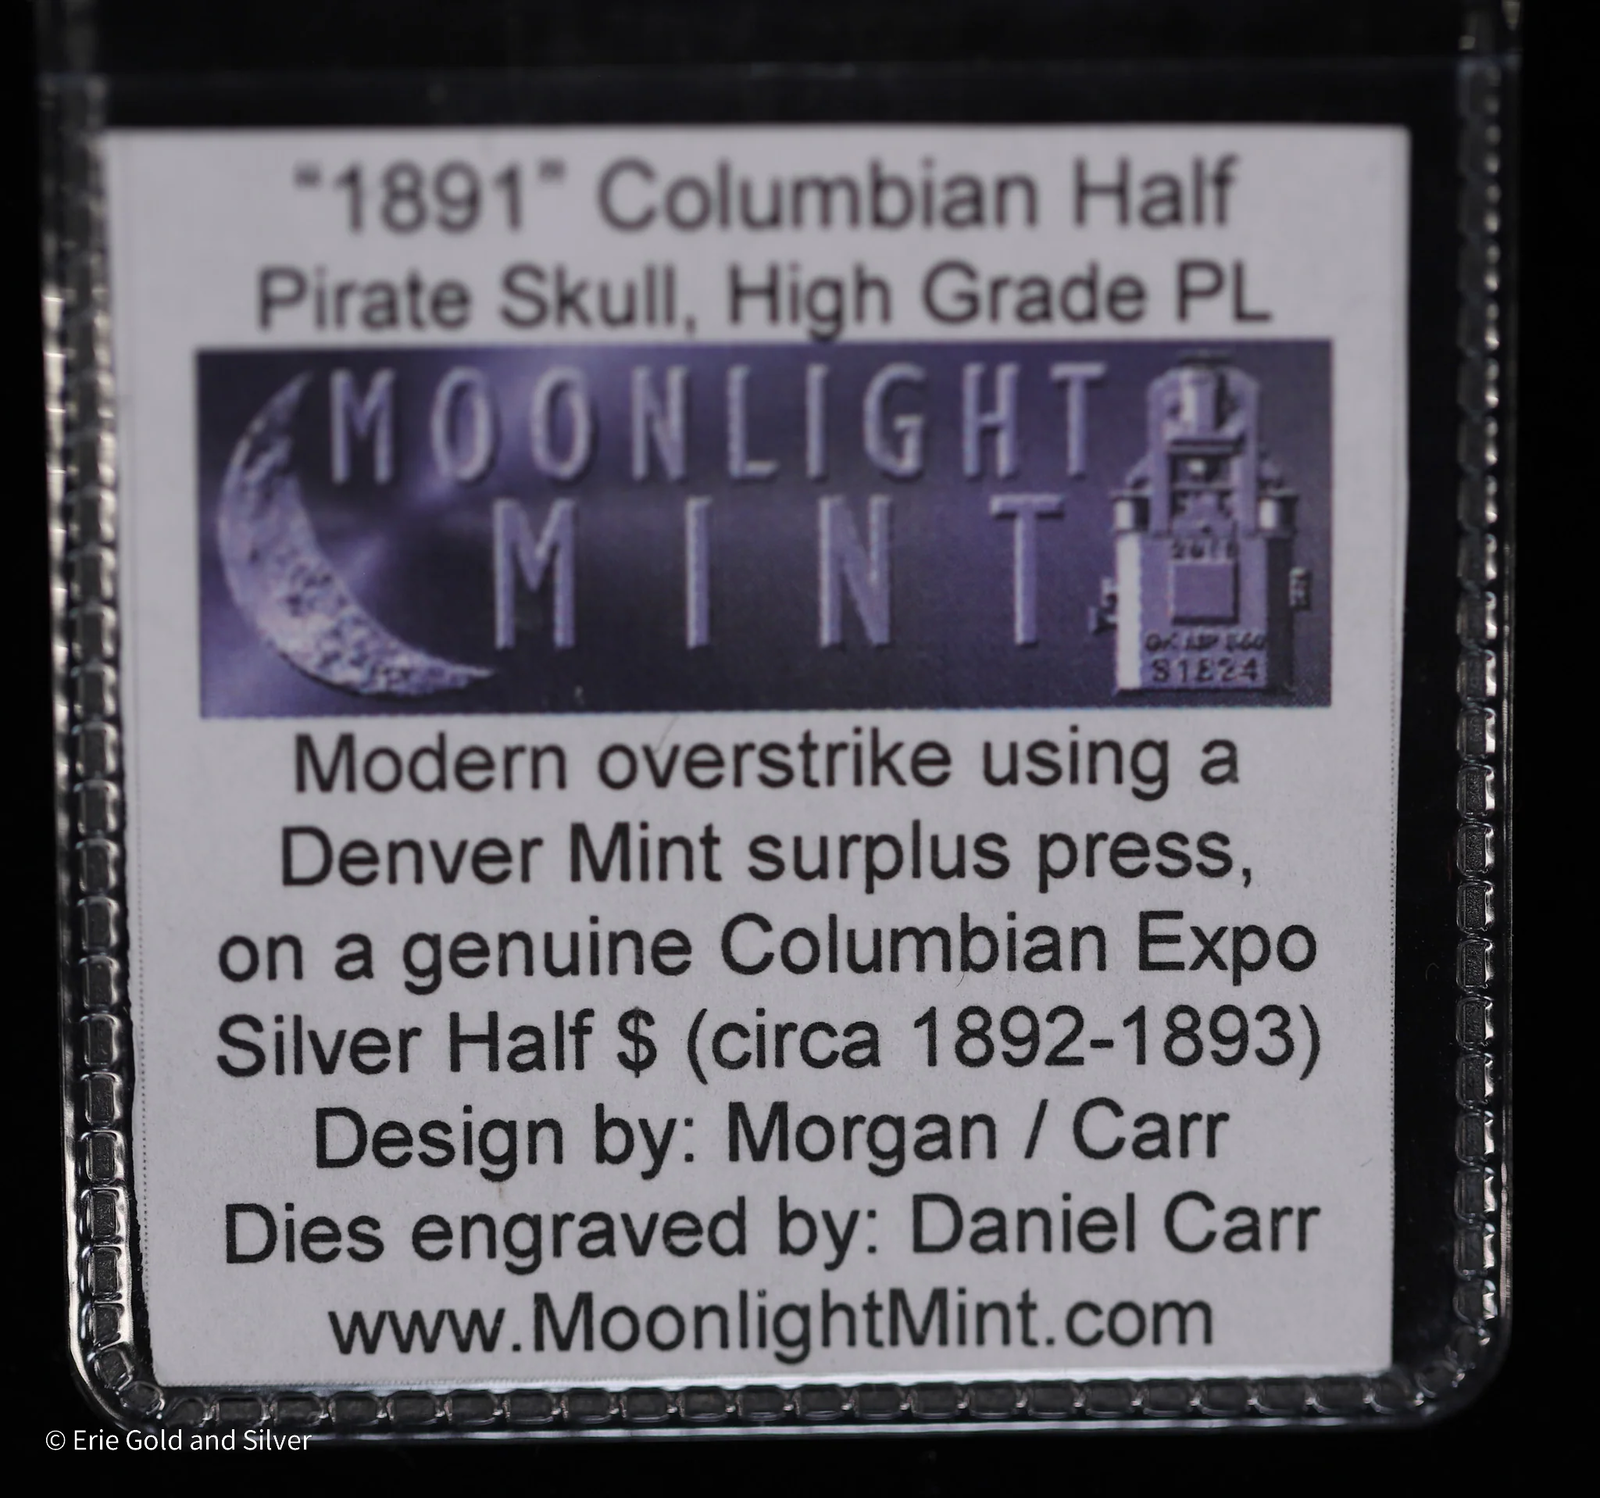 “1891” Columbian Half
Pirate Skull, High Grade PL
MOONLIGHT
MINT
Modern overstrike using a
Denver Mint surplus press,
on a genuine Columbian Expo
Silver Half $ (circa 1892-1893)
Design by: Morgan / Carr
Dies engraved by: Daniel Carr
www.MoonlightMint.com
© Erie Gold and Silver